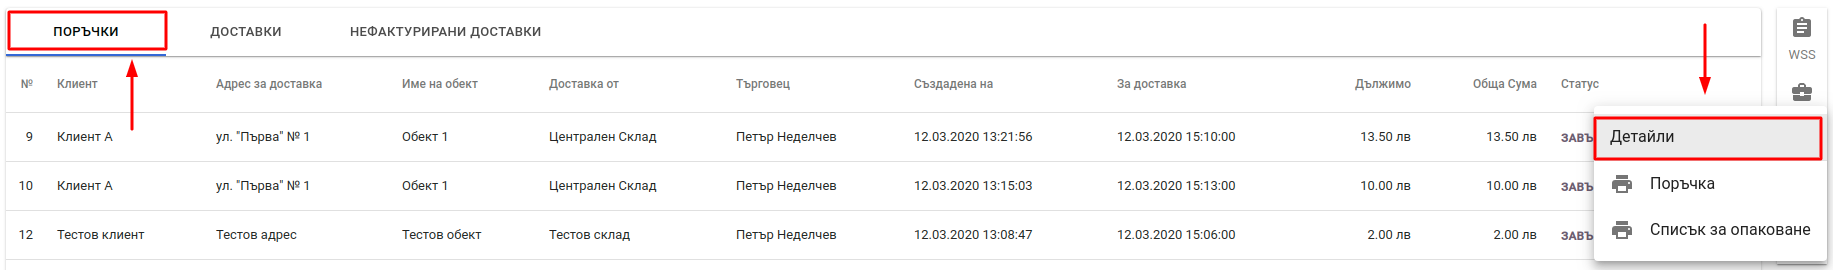 ПОРЪЧКИ ДОСТАВКИ НЕФАКТУРИРАНИ ДОСТАВКИ
WSS
№ Клиент Адрес за доставка Име на обект Доставка от Търговец Създадена на За доставка Дължимо Обща Сума Статус
9 Клиент А ул. "Първа" № 1 Обект 1 Централен Склад Петър Неделчев 12.03.2020 13:21:56 12.03.2020 15:10:00 13.50 лв 13.50 лв ЗАВЪ
Детайли
10 Клиент А ул. "Първа" № 1 Обект 1 Централен Склад Петър Неделчев 12.03.2020 13:15:03 12.03.2020 15:13:00 10.00 лв 10.00 лв ЗАВЪ
Поръчка
12 Тестов клиент Тестов адрес Тестов обект Тестов склад Петър Неделчев 12.03.2020 13:08:47 12.03.2020 15:06:00 2.00 лв 2.00 лв ЗАВЪ
Списък за опаковане